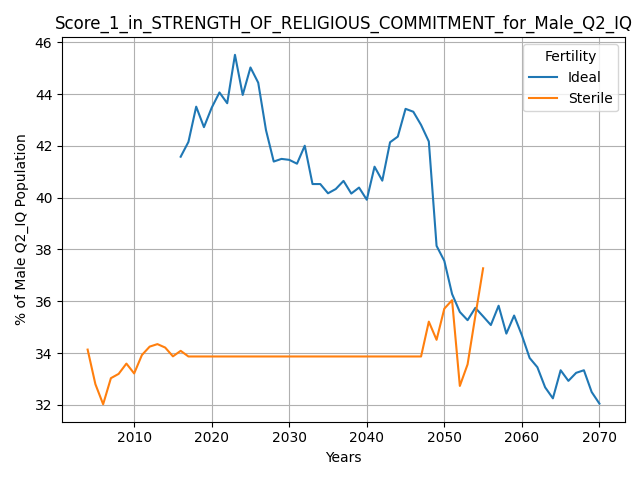 Score_1_in_STRENGTH_OF_RELIGIOUS_COMMITMENT_for_Male_Q2_IQ
Fertility
Ideal
Sterile
% of Male Q2_IQ Population
46
44
42
40
38
36
34
32
2010 2020 2030 2040 2050 2060 2070
Years